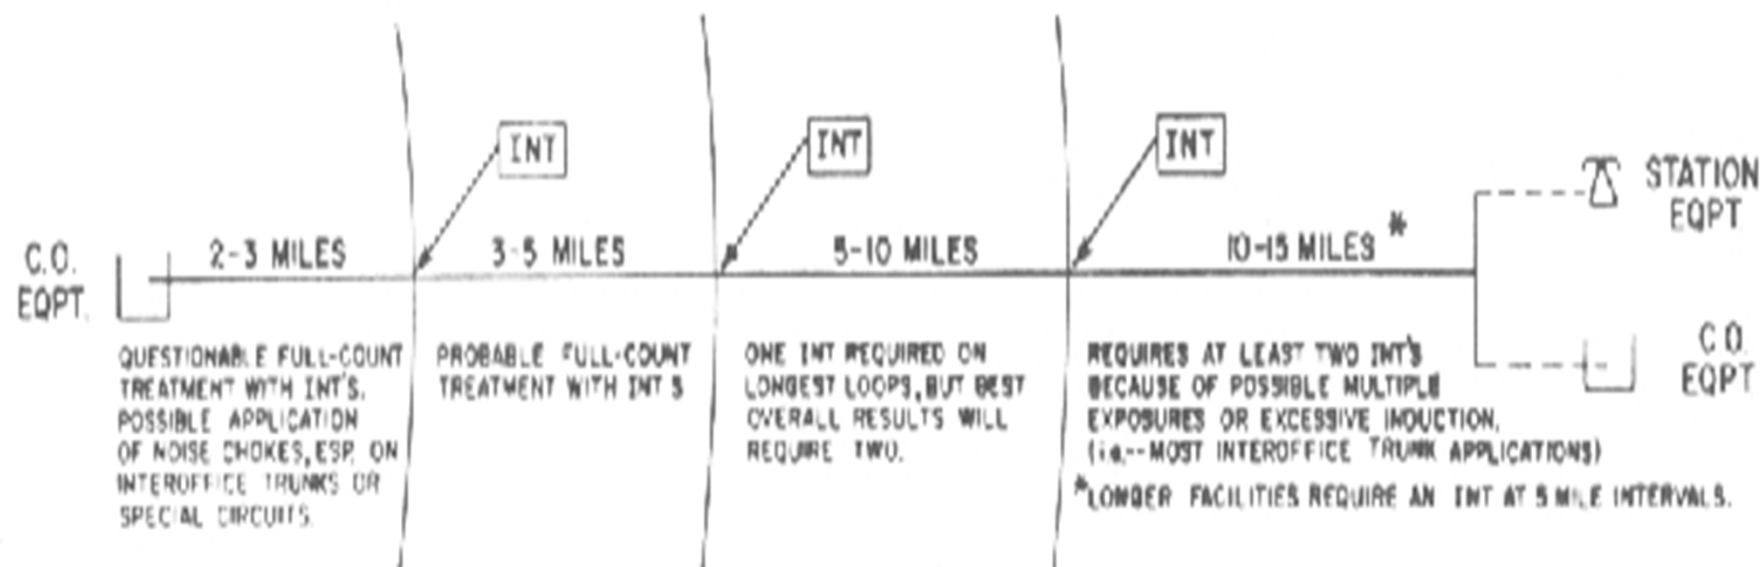 INT
INT
INT
STATION
EQPT
C.O.
EQPT.
2-3 MILES
3-5 MILES
5-10 MILES
10-15 MILES *
C.O.
EQPT
QUESTIONABLE FULL-COUNT
TREATMENT WITH INT'S.
POSSIBLE APPLICATION
OF NOISE CHOKES, ESP. ON
INTEROFFICE TRUNKS OR
SPECIAL CIRCUITS.
PROBABLE FULL-COUNT
TREATMENT WITH INT'S
ONE INT REQUIRED ON
LONGEST LOOPS, BUT BEST
OVERALL RESULTS WILL
REQUIRE TWO.
REQUIRES AT LEAST TWO INT'S
BECAUSE OF POSSIBLE MULTIPLE
EXPOSURES OR EXCESSIVE INDUCTION.
(i.e.--MOST INTEROFFICE TRUNK APPLICATIONS)
*LONGER FACILITIES REQUIRE AN INT AT 5 MILE INTERVALS.